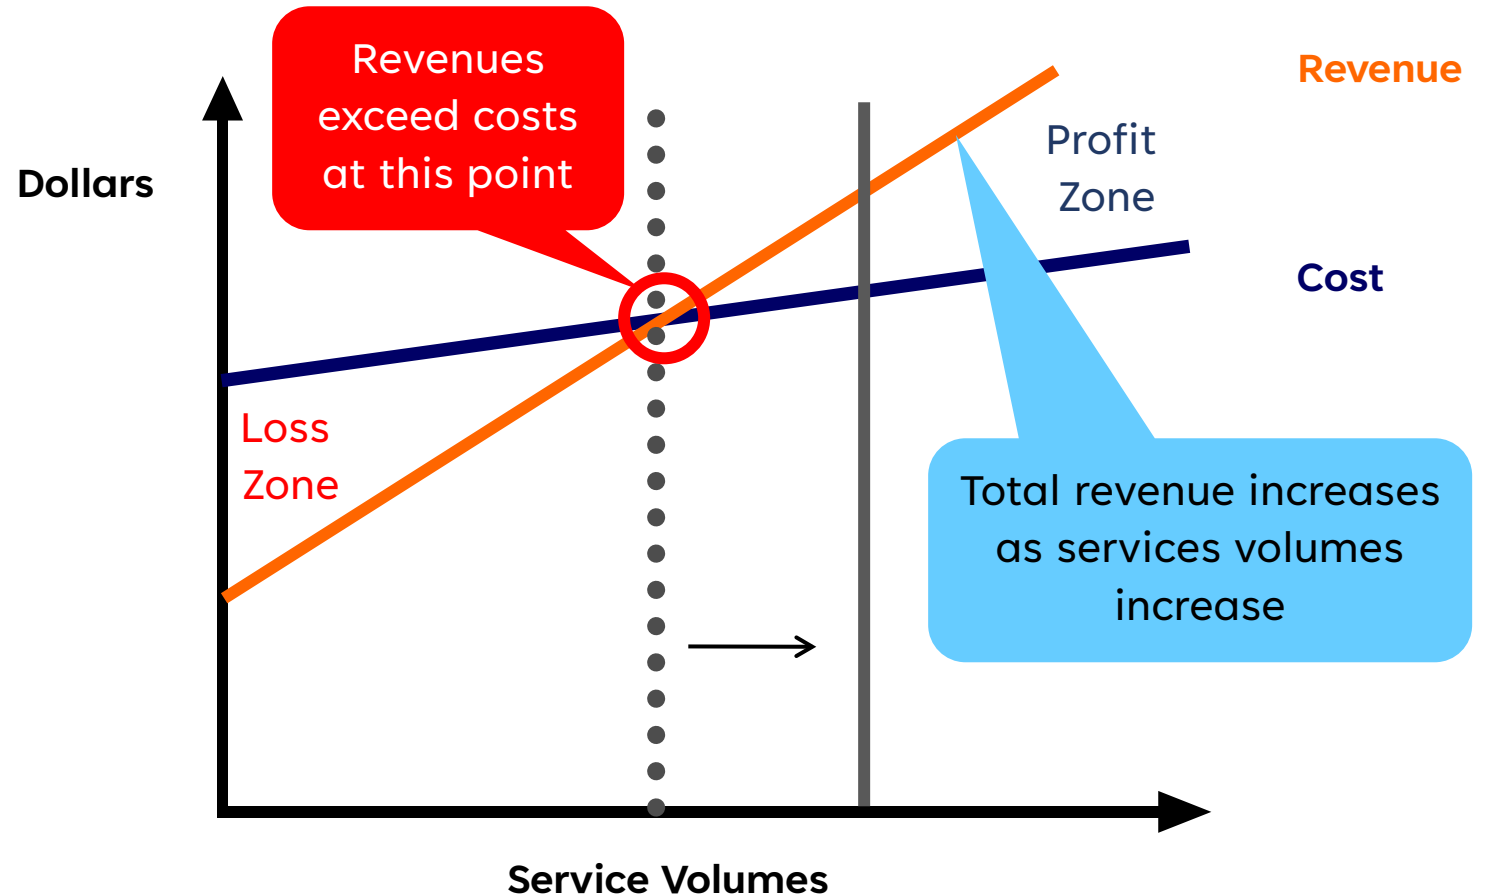 Revenues
exceed costs
at this point
Revenue
Profit
Zone
Dollars
Cost
Loss
Zone
Total revenue increases
as services volumes
increase
Service Volumes